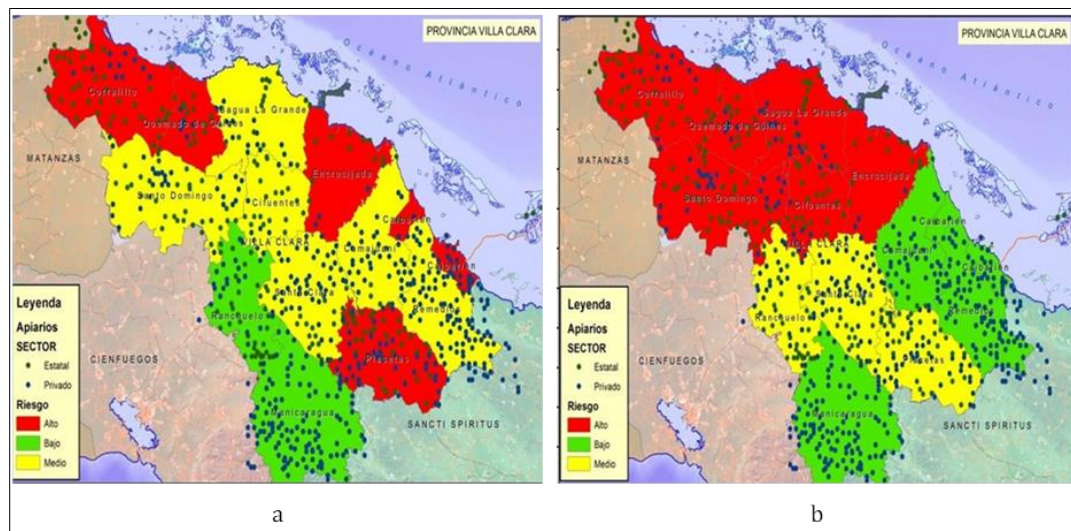 PROVINCIA VILLA CLARA
Océano Atlántico
Corralillo
Quemado de Güines
Sagua La Grande
MATANZAS
Encrucijada
Santo Domingo
Cifuentes
Caibarién
VILLA CLARA
Camajuaní
Caibarién
Santa Clara
Ranchuelo
Remedios
Placetas
CIENFUEGOS
Manicaragua
SANCTI SPIRITUS
Leyenda
Apiarios
SECTOR
Estatal
Privado
Riesgo
Alto
Bajo
Medio
a
PROVINCIA VILLA CLARA
Océano Atlántico
Corralillo
Sagua La Grande
Quemado de Güines
MATANZAS
Encrucijada
Santo Domingo
Cifuentes
Caibarién
VILLA CLARA
Camajuaní
Caibarién
Santa Clara
Ranchuelo
Remedios
Placetas
CIENFUEGOS
Manicaragua
SANCTI SPIRITUS
Leyenda
Apiarios
SECTOR
Estatal
Privado
Riesgo
Alto
Bajo
Medio
b